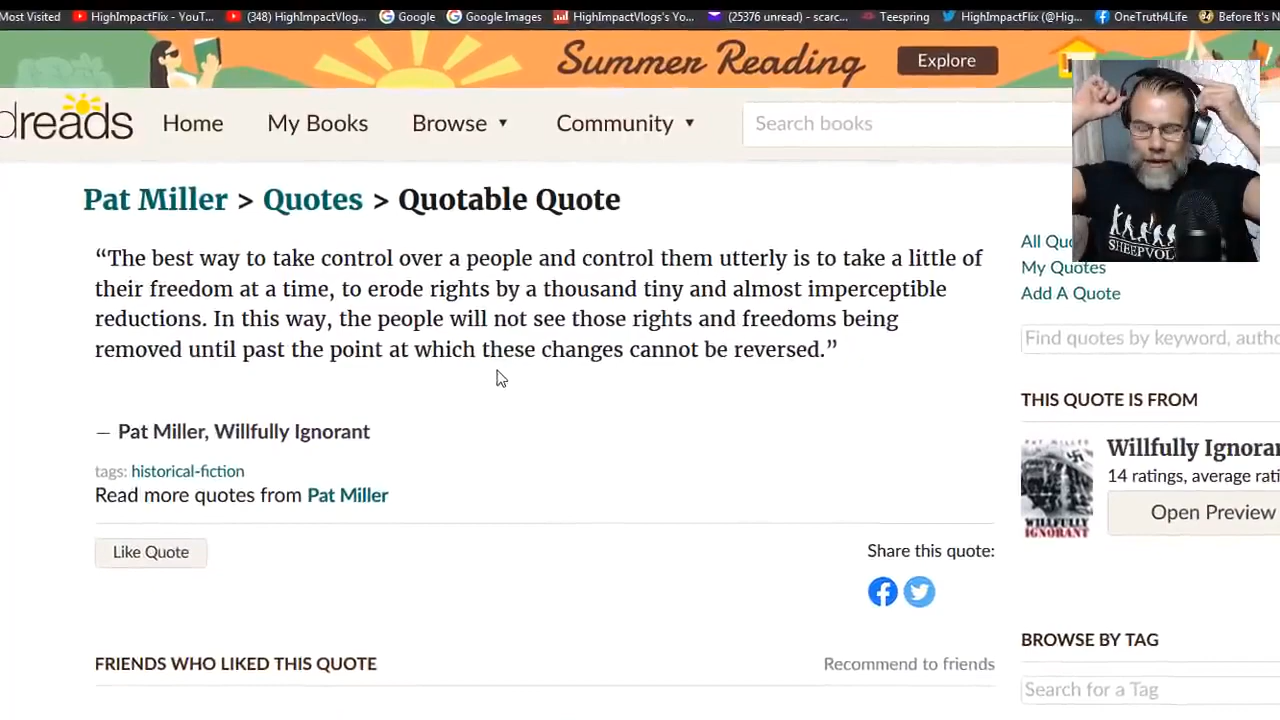 Most Visited HighImpactFlix - YouT... (348) HighImpactVlog... Google Google Images HighImpactVlogs's Yo... (25376 unread) - scarc... Teespring HighImpactFlix (@Hig... OneTruth4Life Before It's N
Summer Reading Explore
dreads Home My Books Browse ▼ Community ▼ Search books
Pat Miller > Quotes > Quotable Quote
“The best way to take control over a people and control them utterly is to take a little of
their freedom at a time, to erode rights by a thousand tiny and almost imperceptible
reductions. In this way, the people will not see those rights and freedoms being
removed until past the point at which these changes cannot be reversed.”
― Pat Miller, Willfully Ignorant
tags: historical-fiction
Read more quotes from Pat Miller
Like Quote
Share this quote:
FRIENDS WHO LIKED THIS QUOTE
Recommend to friends
SHEEPVOL
All Quo
My Quotes
Add A Quote
Find quotes by keyword, autho
THIS QUOTE IS FROM
PAT MILLER
WILLFULLY
IGNORANT
Willfully Ignoran
14 ratings, average rati
Open Preview
BROWSE BY TAG
Search for a Tag